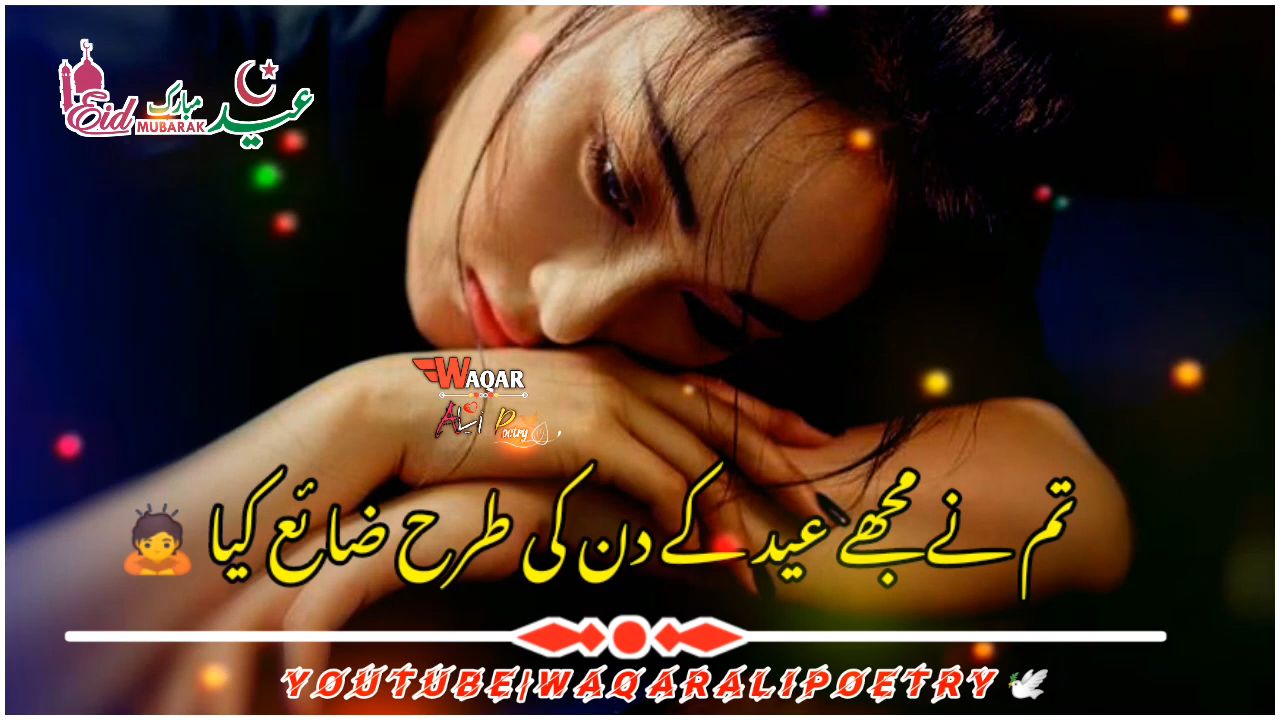 Eid مبارک عید
MUBARAK
WAQAR
Ali Poetry
تم نے مجھے عید کے دن کی طرح ضائع کیا 🙇
YOUTUBE|WAQARALIPOETRY 🕊️